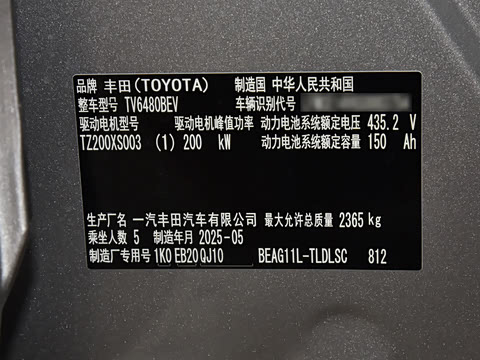 品牌 丰田(TOYOTA) 制造国 中华人民共和国
整车型号 TV6480BEV 车辆识别代号
驱动电机型号 驱动电机峰值功率 动力电池系统额定电压 435.2 V
TZ200XS003 (1) 200 kW 动力电池系统额定容量 150 Ah
生产厂名 一汽丰田汽车有限公司 最大允许总质量 2365 kg
乘坐人数 5 制造年月 2025-05
制造厂专用号 1K0 EB20 QJ10 BEAG11L-TLDLSC 812